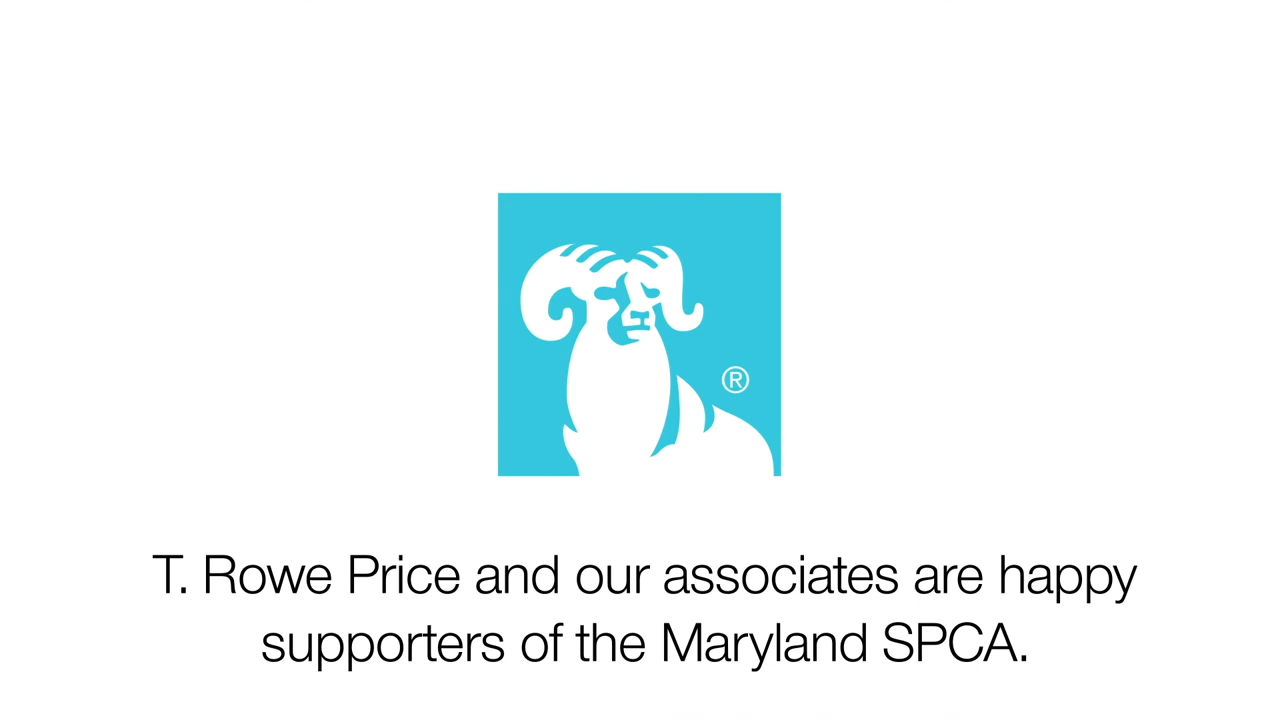 ®
T. Rowe Price and our associates are happy
supporters of the Maryland SPCA.